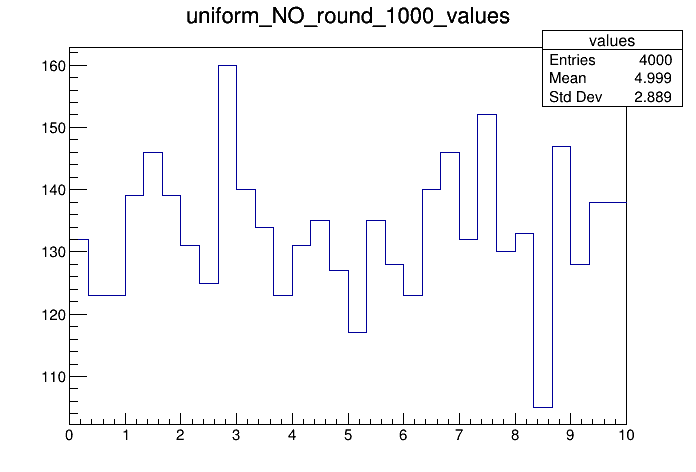 uniform_NO_round_1000_values
values
Entries 4000
Mean 4.999
Std Dev 2.889
160
150
140
130
120
110
0 1 2 3 4 5 6 7 8 9 10